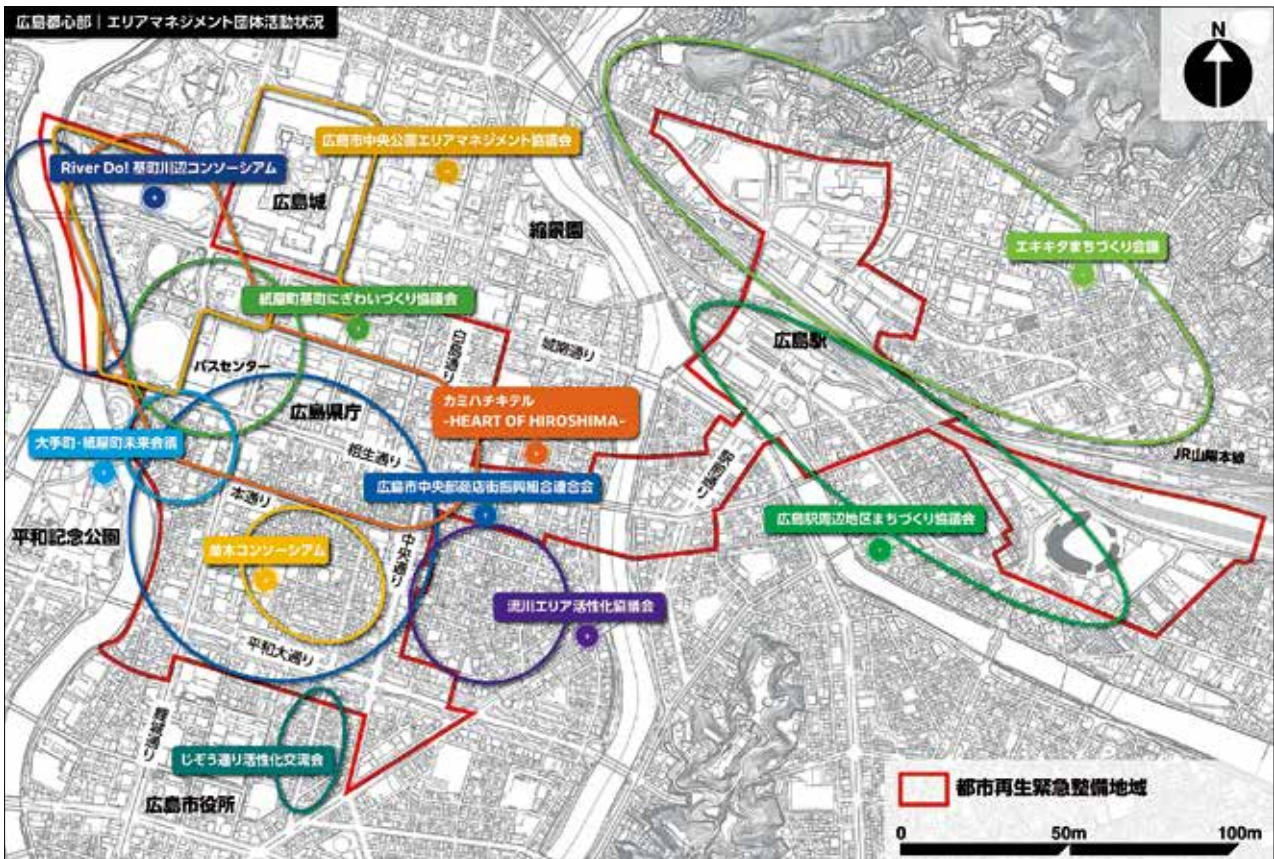 広島都心部｜エリアマネジメント団体活動状況
N
広島市中央公園エリアマネジメント協議会
River Do! 基町川辺コンソーシアム
広島城
縮景園
エキキタまちづくり会議
紙屋町基町にぎわいづくり協議会
城南通り
広島駅
バスセンター
カミハチキテル
-HEART OF HIROSHIMA-
広島県庁
大手町・紙屋町未来会議
相生通り
駅前通り
JR山陽本線
本通り
広島市中央部商店街振興組合連合会
広島駅周辺地区まちづくり協議会
平和記念公園
並木コンソーシアム
中央通り
流川エリア活性化協議会
平和大通り
鯉城通り
じぞう通り活性化交流会
広島市役所
都市再生緊急整備地域
0 50m 100m